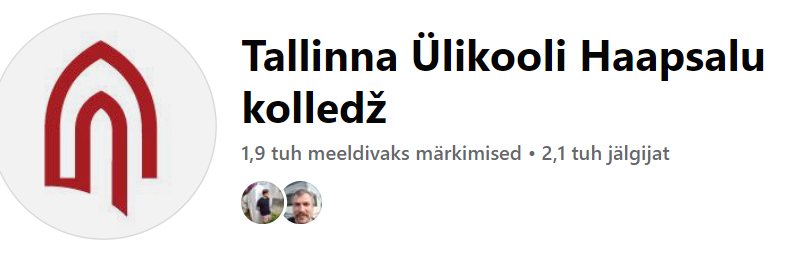 Tallinna Ülikooli Haapsalu
kolledž
1,9 tuh meeldivaks märkimised • 2,1 tuh jälgijat